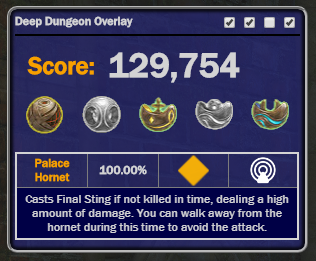 Deep Dungeon Overlay
Score: 129,754
Palace
Hornet
100.00%
Casts Final Sting if not killed in time, dealing a high
amount of damage. You can walk away from the
hornet during this time to avoid the attack.